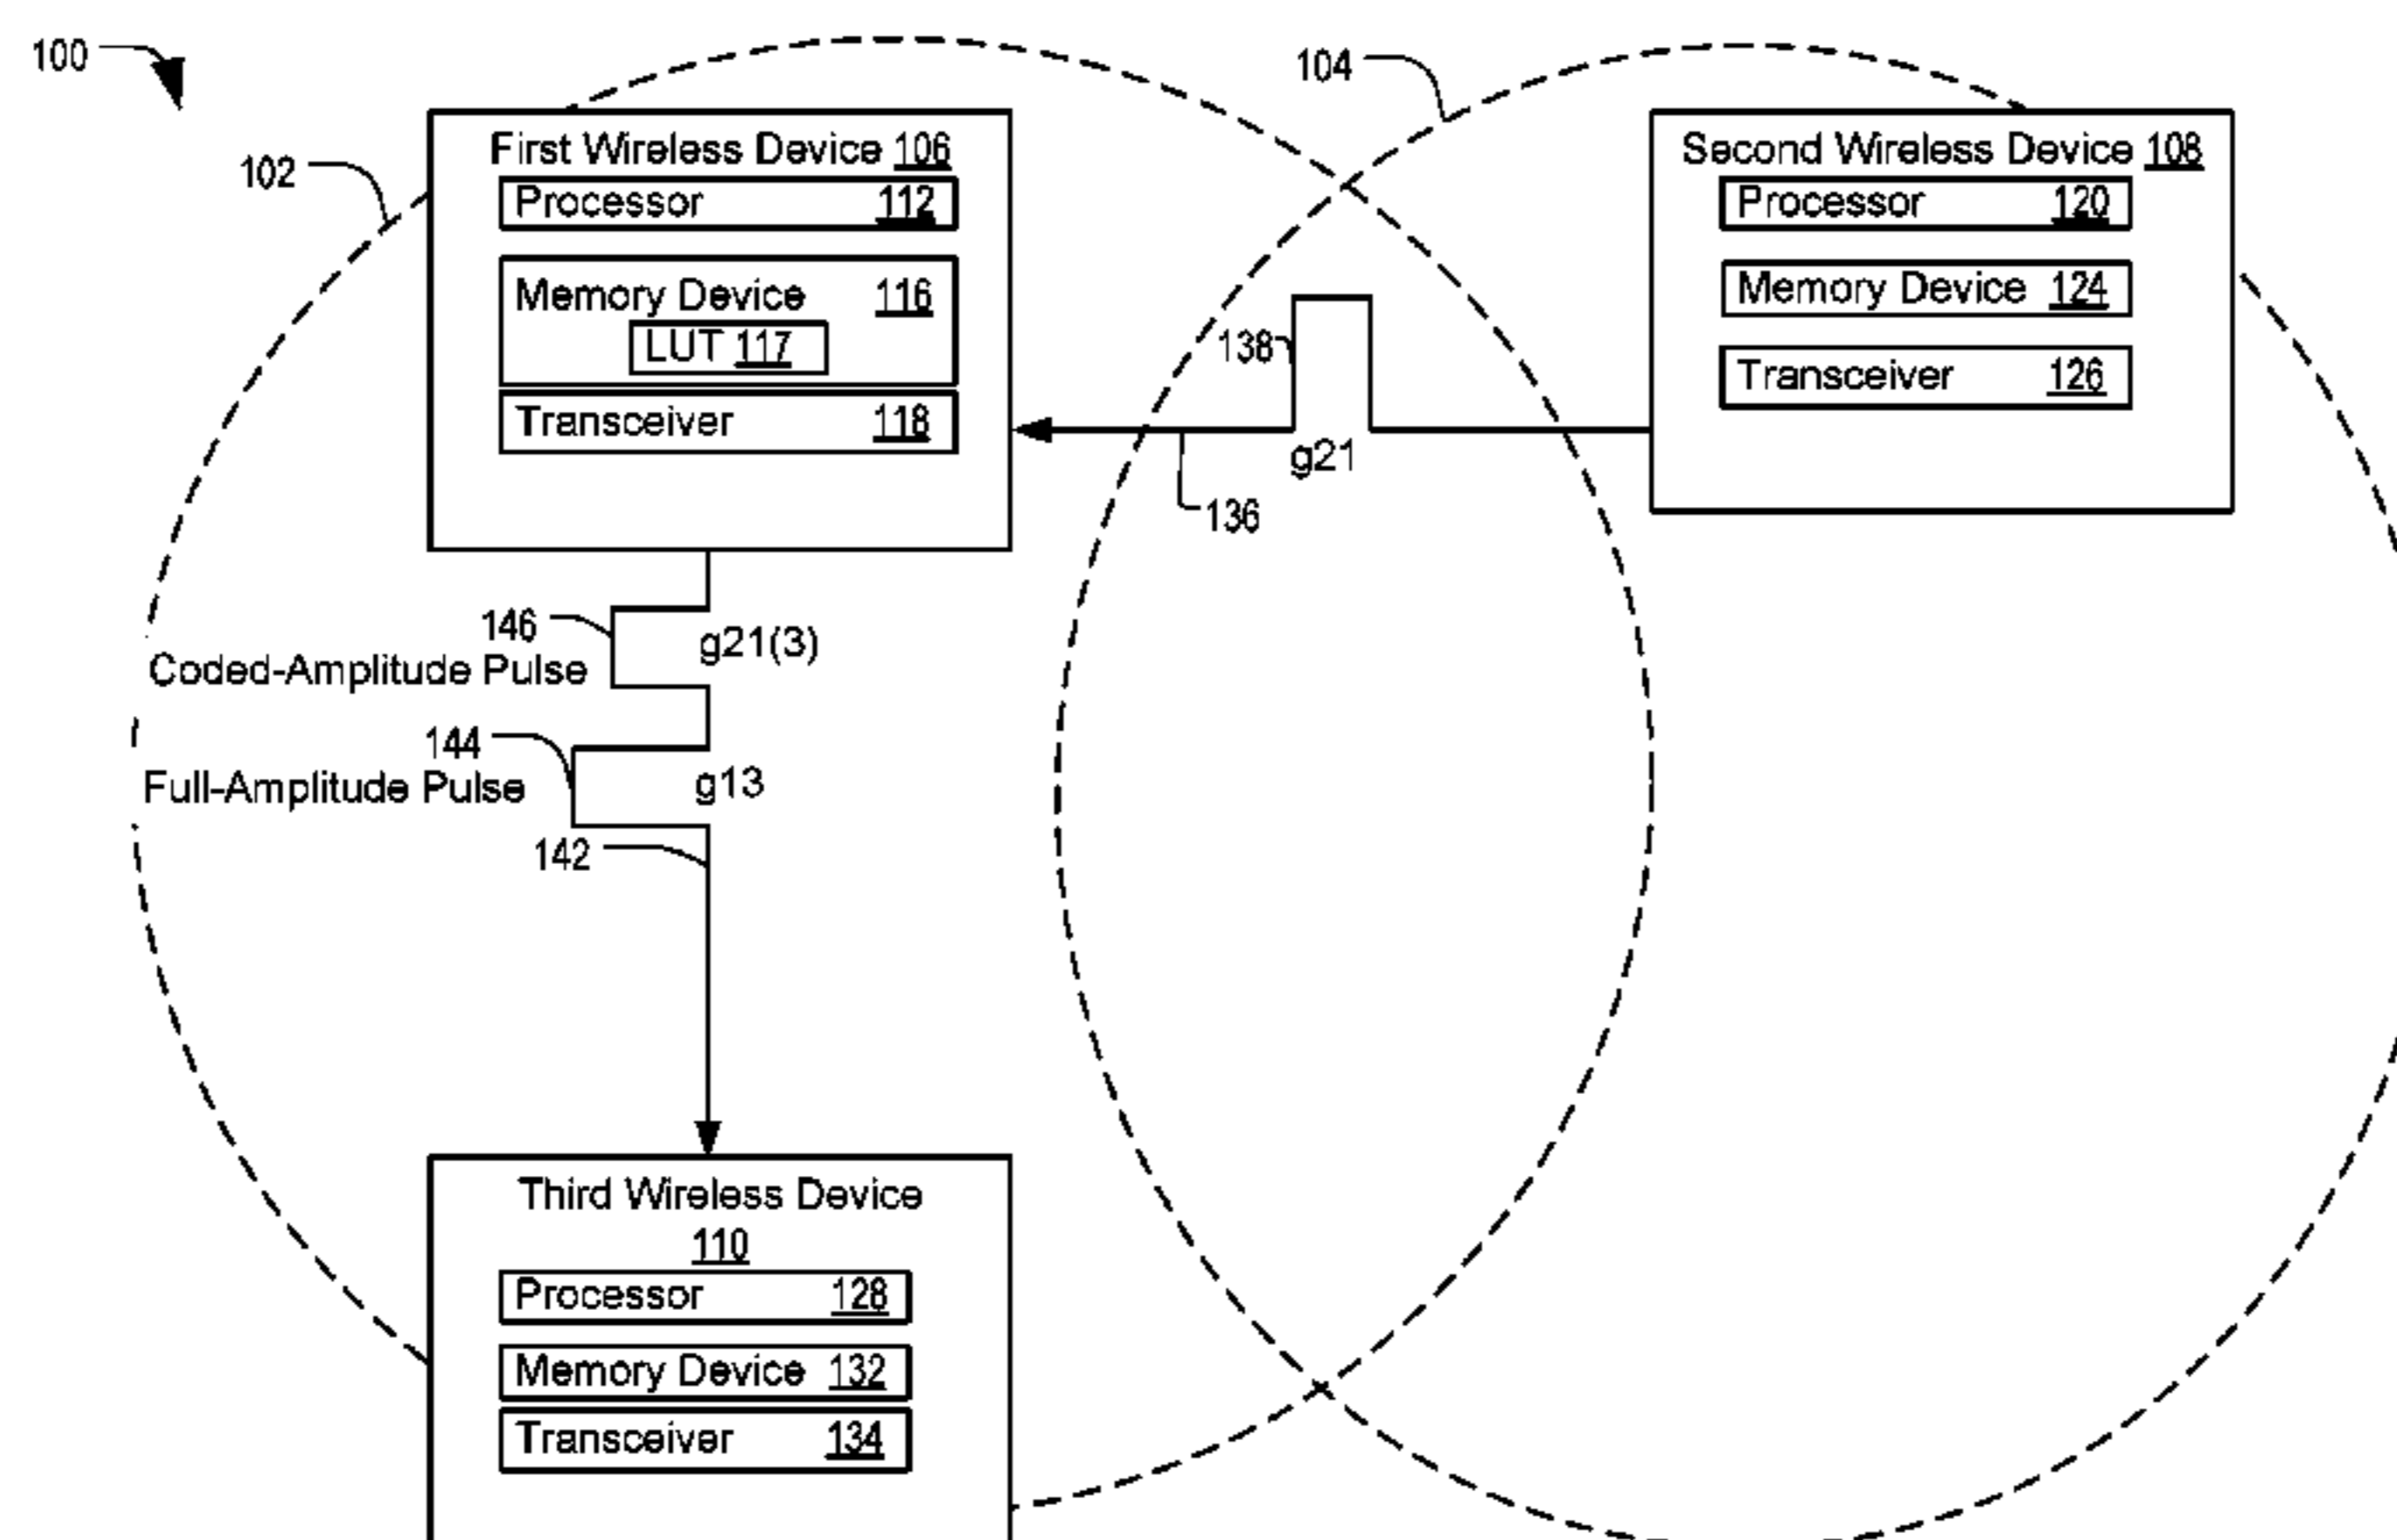 100
102
104
First Wireless Device 106
Processor 112
Memory Device 116
LUT 117
Transceiver 118
Second Wireless Device 108
Processor 120
Memory Device 124
Transceiver 126
138
g21
136
146
g21(3)
Coded-Amplitude Pulse
144
Full-Amplitude Pulse
g13
142
Third Wireless Device
110
Processor 128
Memory Device 132
Transceiver 134